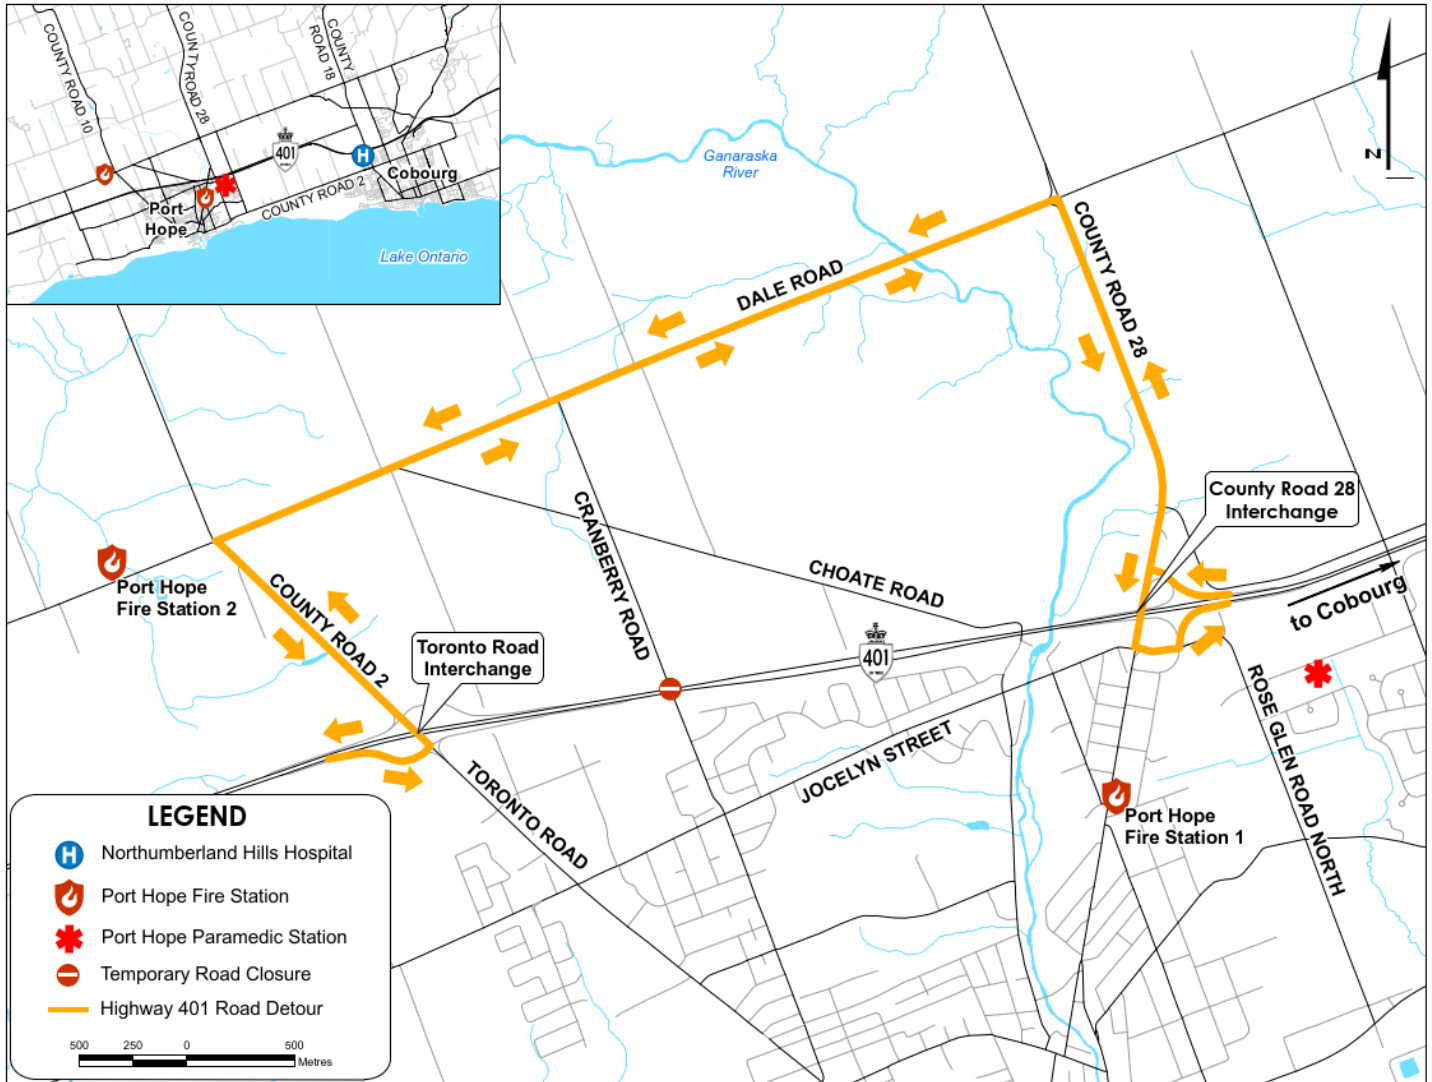 COUNTY ROAD 10
COUNTY ROAD 28
COUNTY
ROAD 18
401
H
Cobourg
COUNTY ROAD 2
Port
Hope
Lake Ontario
Ganaraska
River
N
DALE ROAD
COUNTY ROAD 28
County Road 28
Interchange
CRANBERRY ROAD
CHOATE ROAD
Port Hope
Fire Station 2
COUNTY ROAD 2
Toronto Road
Interchange
401
to Cobourg
ROSE GLEN ROAD NORTH
JOCELYN STREET
TORONTO ROAD
Port Hope
Fire Station 1
LEGEND
H Northumberland Hills Hospital
Port Hope Fire Station
Port Hope Paramedic Station
Temporary Road Closure
Highway 401 Road Detour
500 250 0 500
Metres